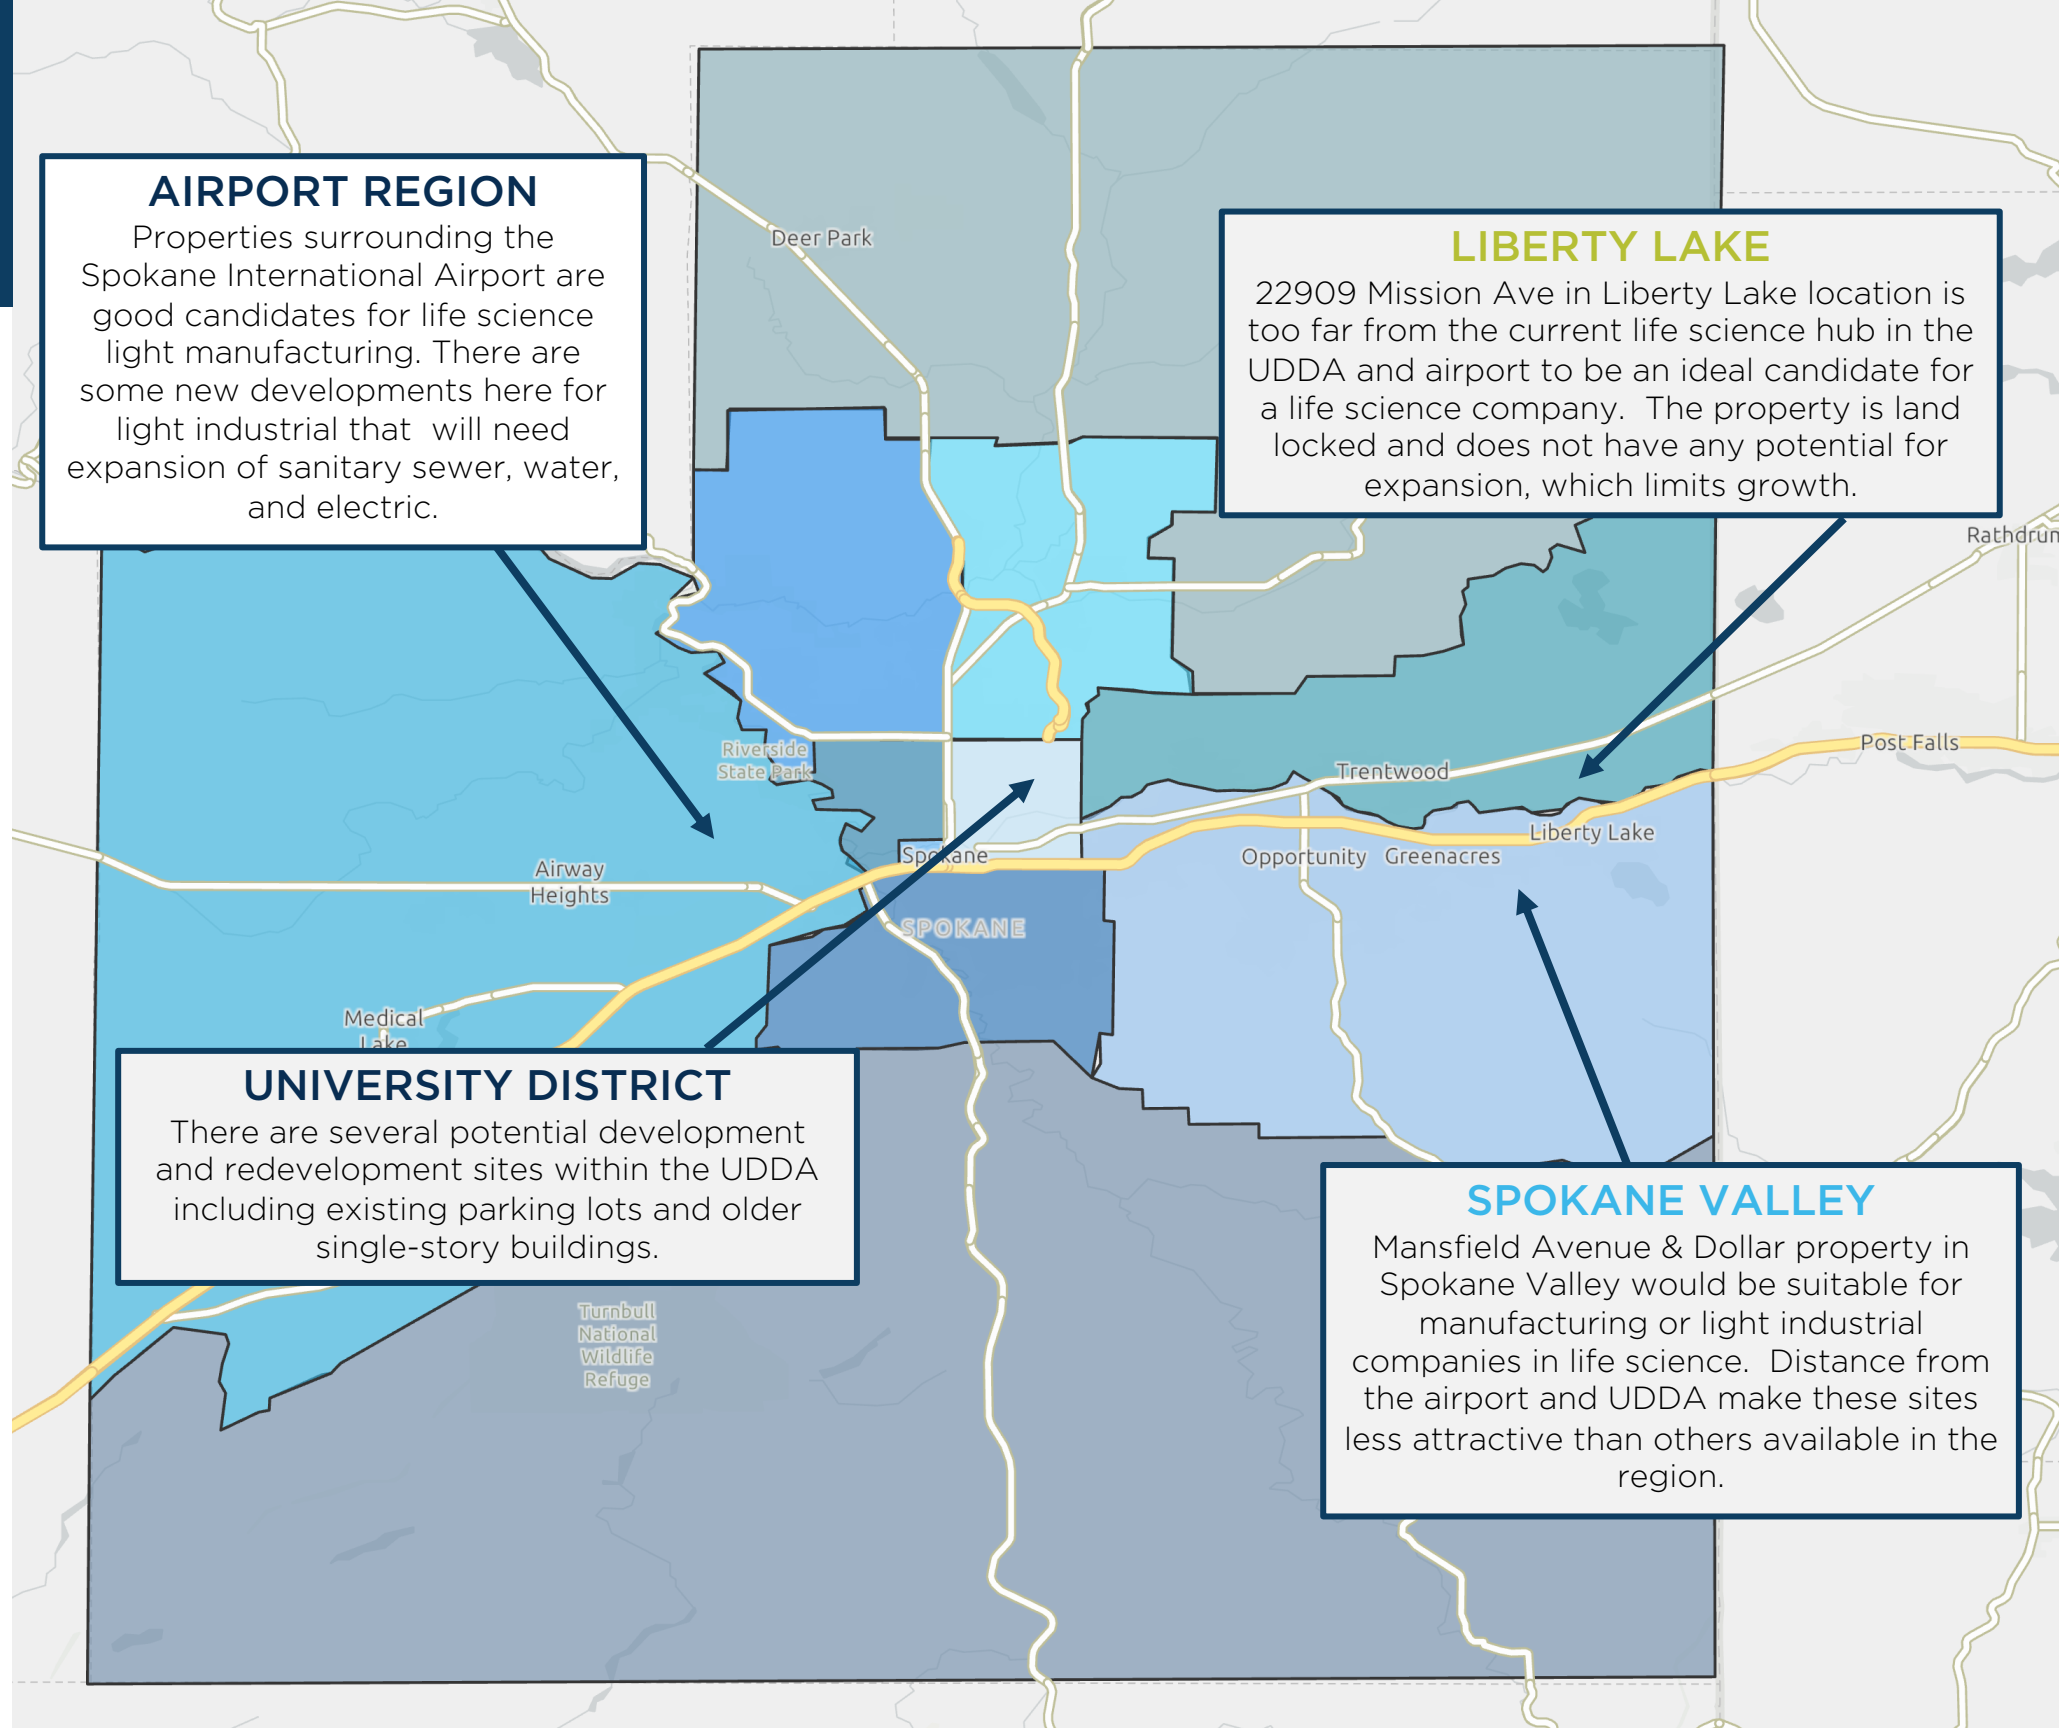 AIRPORT REGION
Properties surrounding the
Spokane International Airport are
good candidates for life science
light manufacturing. There are
some new developments here for
light industrial that will need
expansion of sanitary sewer, water,
and electric.
Deer Park
LIBERTY LAKE
22909 Mission Ave in Liberty Lake location is
too far from the current life science hub in the
UDDA and airport to be an ideal candidate for
a life science company. The property is land
locked and does not have any potential for
expansion, which limits growth.
Rathdrum
Riverside
State Park
Trentwood
Post Falls
Airway
Heights
Spokane
Opportunity
Greenacres
Liberty Lake
SPOKANE
Medical
Lake
UNIVERSITY DISTRICT
There are several potential development
and redevelopment sites within the UDDA
including existing parking lots and older
single-story buildings.
SPOKANE VALLEY
Mansfield Avenue & Dollar property in
Spokane Valley would be suitable for
manufacturing or light industrial
companies in life science. Distance from
the airport and UDDA make these sites
less attractive than others available in the
region.
Turnbull
National
Wildlife
Refuge